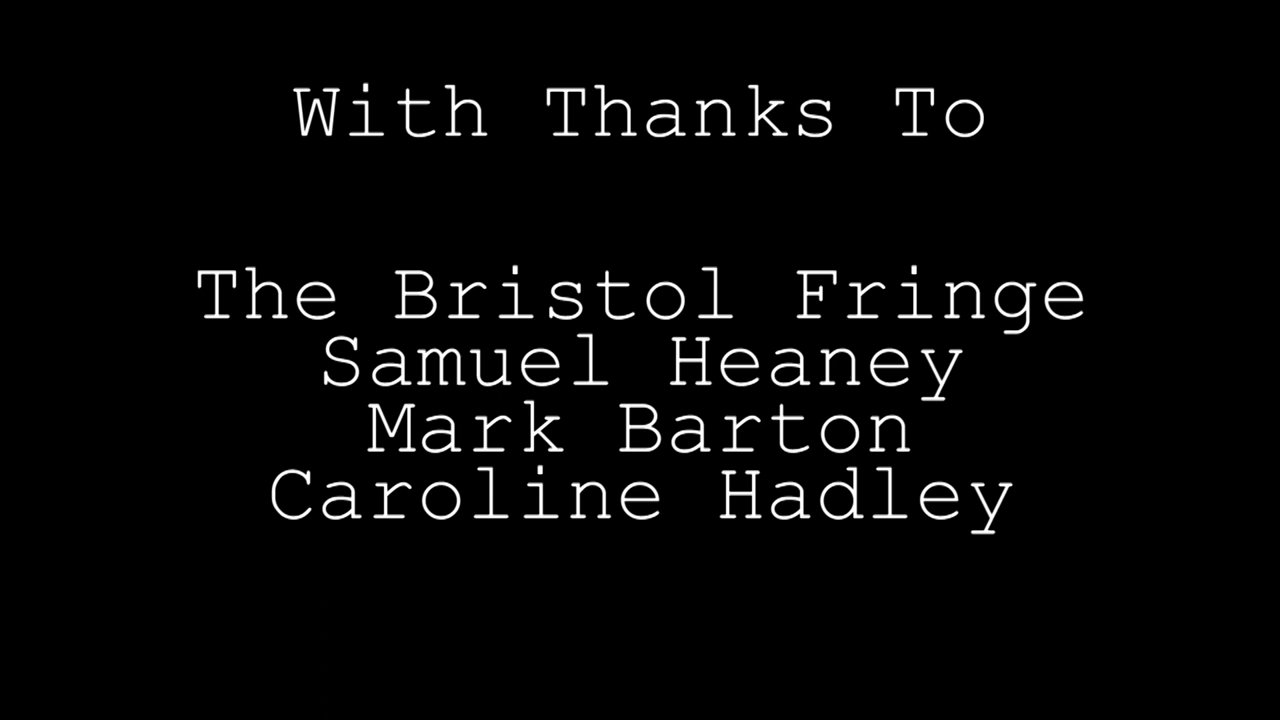 With Thanks To
The Bristol Fringe
Samuel Heaney
Mark Barton
Caroline Hadley